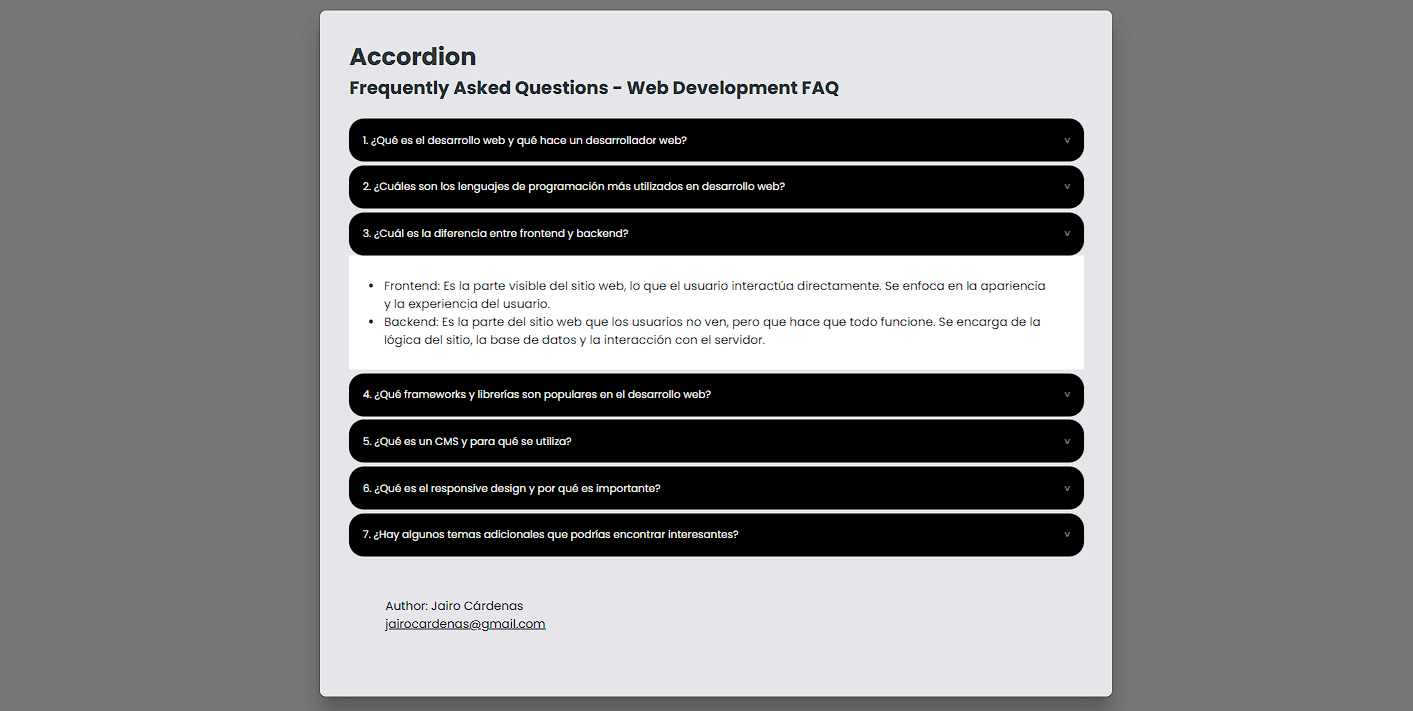 Accordion
Frequently Asked Questions - Web Development FAQ
1. ¿Qué es el desarrollo web y qué hace un desarrollador web?
2. ¿Cuáles son los lenguajes de programación más utilizados en desarrollo web?
3. ¿Cuál es la diferencia entre frontend y backend?
• Frontend: Es la parte visible del sitio web, lo que el usuario interactúa directamente. Se enfoca en la apariencia
y la experiencia del usuario.
• Backend: Es la parte del sitio web que los usuarios no ven, pero que hace que todo funcione. Se encarga de la
lógica del sitio, la base de datos y la interacción con el servidor.
4. ¿Qué frameworks y librerías son populares en el desarrollo web?
5. ¿Qué es un CMS y para qué se utiliza?
6. ¿Qué es el responsive design y por qué es importante?
7. ¿Hay algunos temas adicionales que podrías encontrar interesantes?
Author: Jairo Cárdenas
jairocardenas@gmail.com